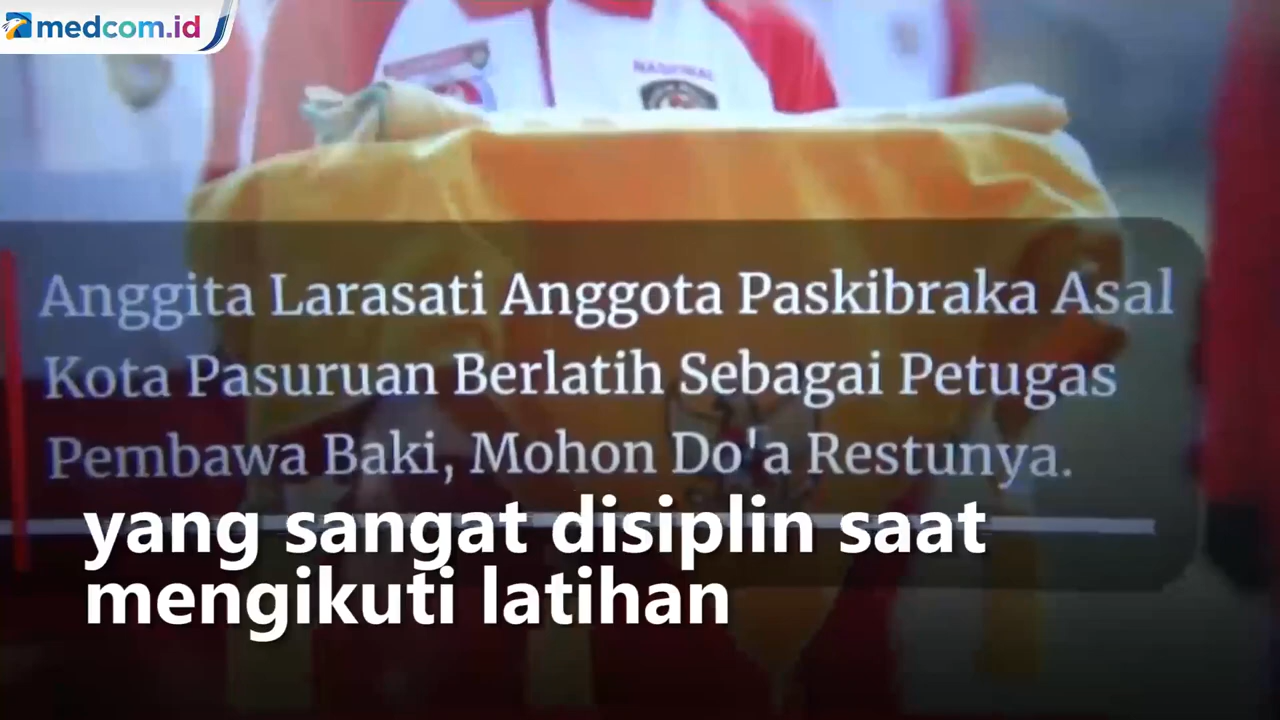 medcom.id
NASIONAL
Anggita Larasati Anggota Paskibraka Asal
Kota Pasuruan Berlatih Sebagai Petugas
Pembawa Baki, Mohon Do'a Restunya.
yang sangat disiplin saat
mengikuti latihan